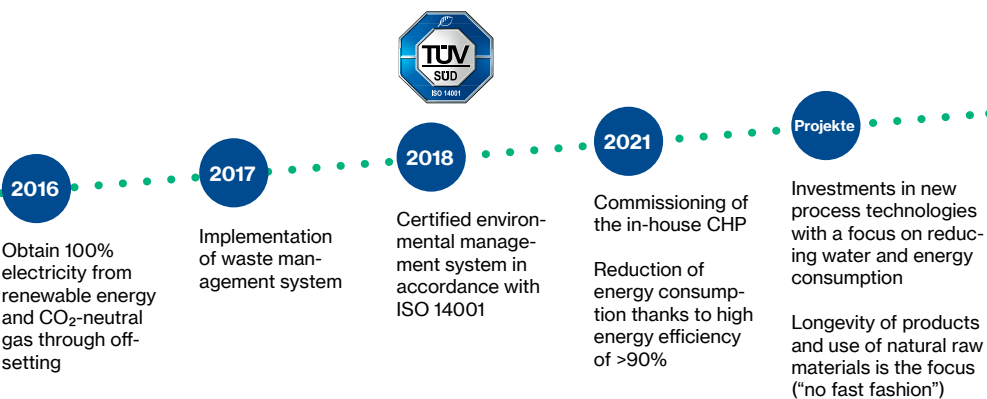 TÜV
SÜD
ISO 14001
2016
Obtain 100%
electricity from
renewable energy
and CO₂-neutral
gas through off-
setting
2017
Implementation
of waste man-
agement system
2018
Certified environ-
mental manage-
ment system in
accordance with
ISO 14001
2021
Commissioning of
the in-house CHP
Reduction of
energy consump-
tion thanks to high
energy efficiency
of >90%
Projekte
Investments in new
process technologies
with a focus on reduc-
ing water and energy
consumption
Longevity of products
and use of natural raw
materials is the focus
(“no fast fashion”)